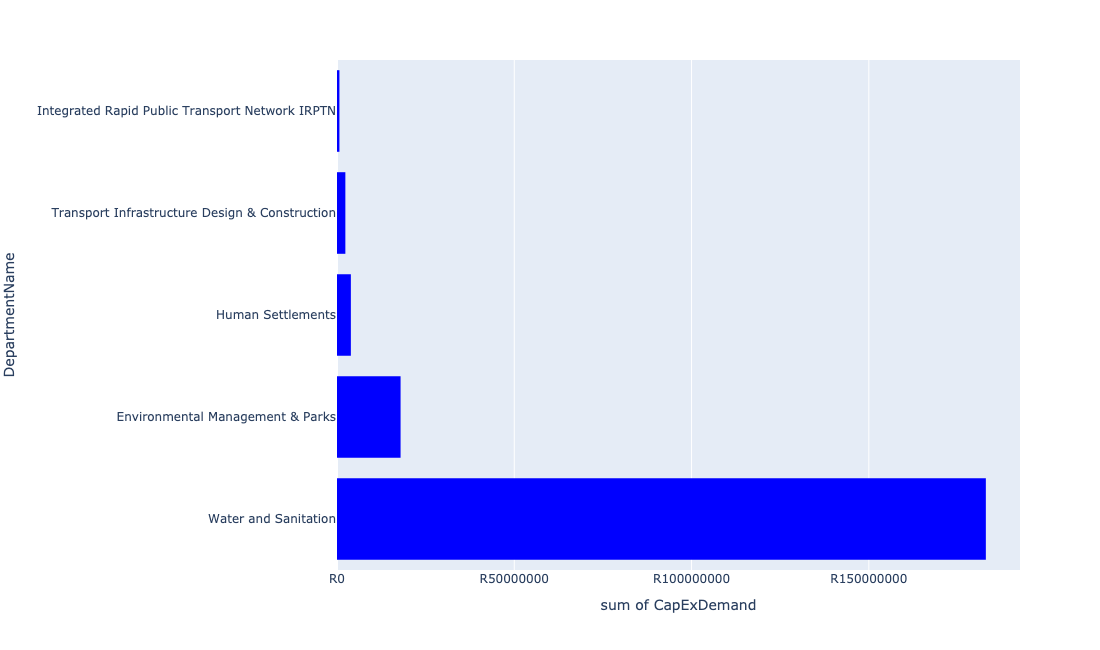 Integrated Rapid Public Transport Network IRPTN
Transport Infrastructure Design & Construction
Human Settlements
Environmental Management & Parks
Water and Sanitation
DepartmentName
R0
R50000000
R100000000
R150000000
sum of CapExDemand